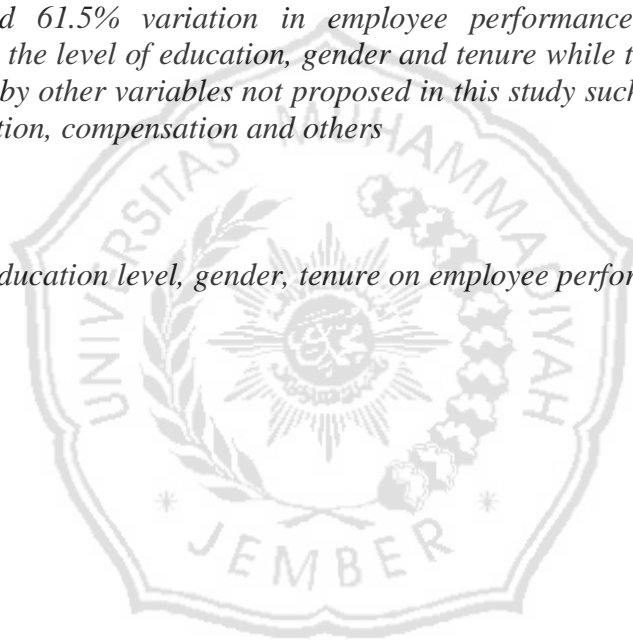 d 61.5% variation in employee performance
the level of education, gender and tenure while t
by other variables not proposed in this study such
tion, compensation and others
ducation level, gender, tenure on employee perfor
UNIVERSITAS MUHAMMADIYAH
JEMBER